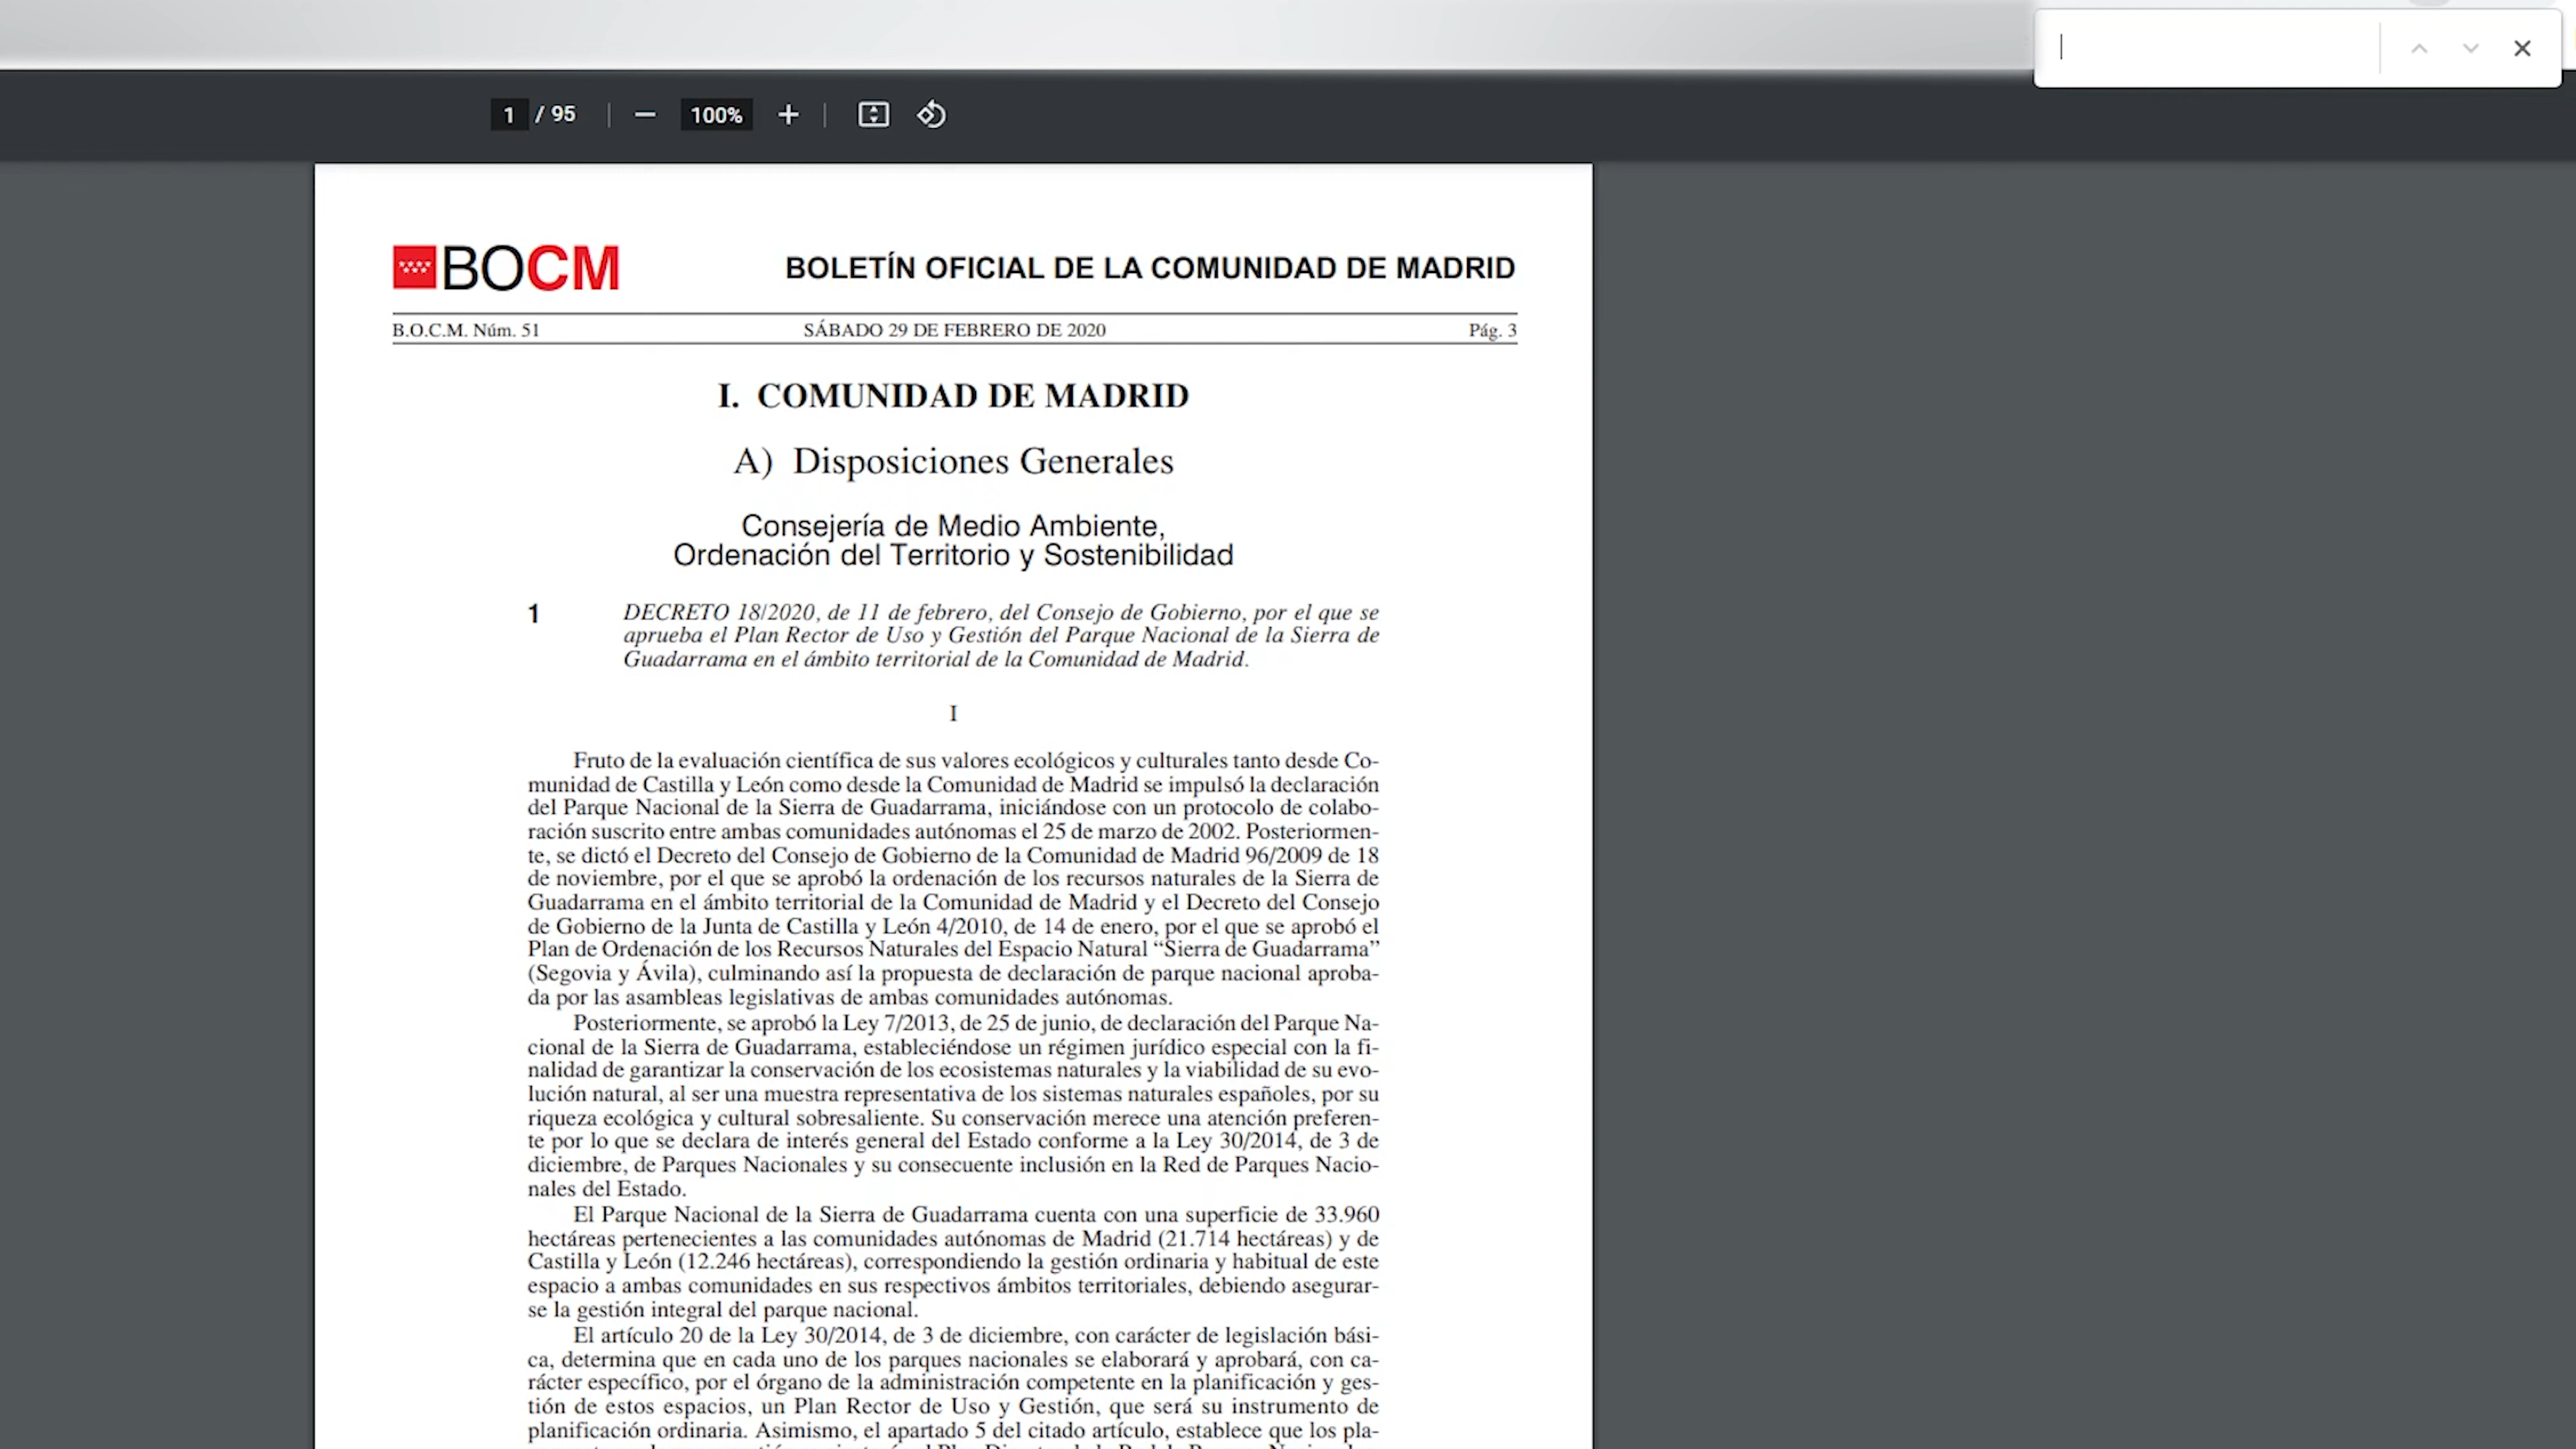 1 / 95 100%
BOCM BOLETÍN OFICIAL DE LA COMUNIDAD DE MADRID
B.O.C.M. Núm. 51 SÁBADO 29 DE FEBRERO DE 2020 Pág. 3
I. COMUNIDAD DE MADRID
A) Disposiciones Generales
Consejería de Medio Ambiente,
Ordenación del Territorio y Sostenibilidad
1 DECRETO 18/2020, de 11 de febrero, del Consejo de Gobierno, por el que se
aprueba el Plan Rector de Uso y Gestión del Parque Nacional de la Sierra de
Guadarrama en el ámbito territorial de la Comunidad de Madrid.
I
Fruto de la evaluación científica de sus valores ecológicos y culturales tanto desde Co-
munidad de Castilla y León como desde la Comunidad de Madrid se impulsó la declaración
del Parque Nacional de la Sierra de Guadarrama, iniciándose con un protocolo de colabo-
ración suscrito entre ambas comunidades autónomas el 25 de marzo de 2002. Posteriormen-
te, se dictó el Decreto del Consejo de Gobierno de la Comunidad de Madrid 96/2009 de 18
de noviembre, por el que se aprobó la ordenación de los recursos naturales de la Sierra de
Guadarrama en el ámbito territorial de la Comunidad de Madrid y el Decreto del Consejo
de Gobierno de la Junta de Castilla y León 4/2010, de 14 de enero, por el que se aprobó el
Plan de Ordenación de los Recursos Naturales del Espacio Natural “Sierra de Guadarrama”
(Segovia y Ávila), culminando así la propuesta de declaración de parque nacional aproba-
da por las asambleas legislativas de ambas comunidades autónomas.
Posteriormente, se aprobó la Ley 7/2013, de 25 de junio, de declaración del Parque Na-
cional de la Sierra de Guadarrama, estableciéndose un régimen jurídico especial con la fi-
nalidad de garantizar la conservación de los ecosistemas naturales y la viabilidad de su evo-
lución natural, al ser una muestra representativa de los sistemas naturales españoles, por su
riqueza ecológica y cultural sobresaliente. Su conservación merece una atención preferen-
te por lo que se declara de interés general del Estado conforme a la Ley 30/2014, de 3 de
diciembre, de Parques Nacionales y su consecuente inclusión en la Red de Parques Nacio-
nales del Estado.
El Parque Nacional de la Sierra de Guadarrama cuenta con una superficie de 33.960
hectáreas pertenecientes a las comunidades autónomas de Madrid (21.714 hectáreas) y de
Castilla y León (12.246 hectáreas), correspondiendo la gestión ordinaria y habitual de este
espacio a ambas comunidades en sus respectivos ámbitos territoriales, debiendo asegurar-
se la gestión integral del parque nacional.
El artículo 20 de la Ley 30/2014, de 3 de diciembre, con carácter de legislación bási-
ca, determina que en cada uno de los parques nacionales se elaborará y aprobará, con ca-
rácter específico, por el órgano de la administración competente en la planificación y ges-
tión de estos espacios, un Plan Rector de Uso y Gestión, que será su instrumento de
planificación ordinaria. Asimismo, el apartado 5 del citado artículo, establece que los pla-